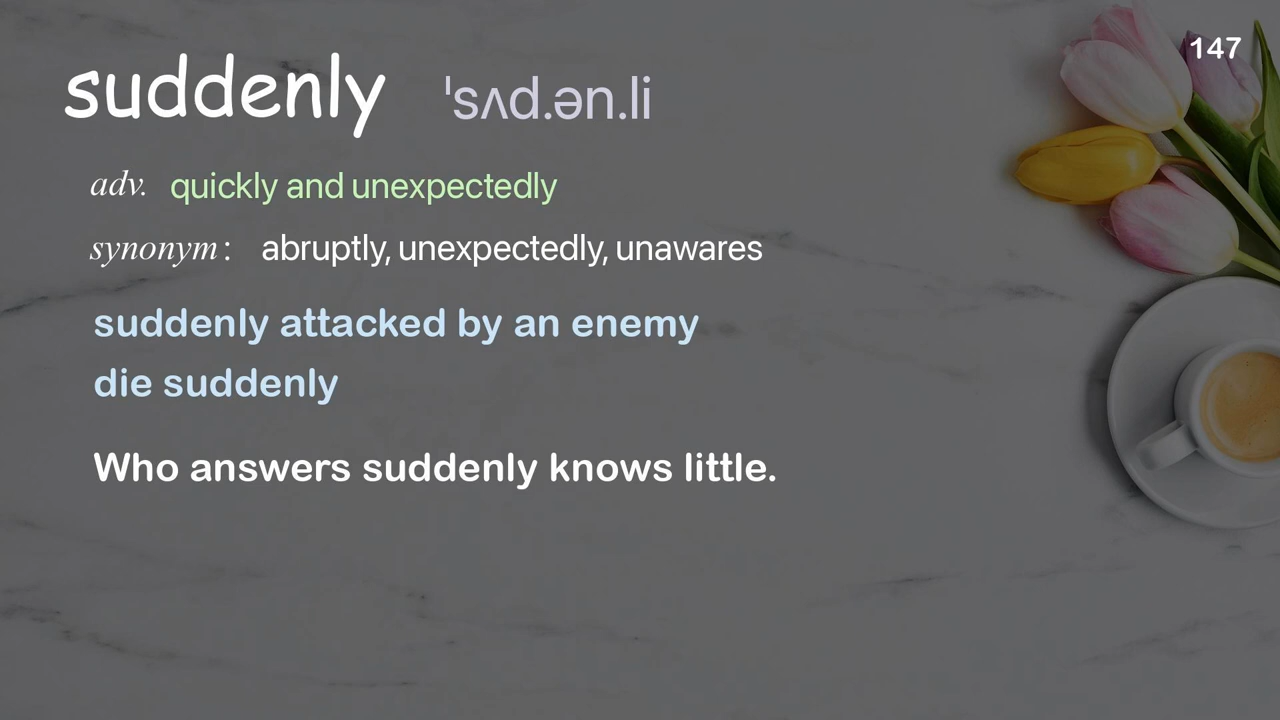 147
suddenly ˈsʌd.ən.li
adv. quickly and unexpectedly
synonym: abruptly, unexpectedly, unawares
suddenly attacked by an enemy
die suddenly
Who answers suddenly knows little.